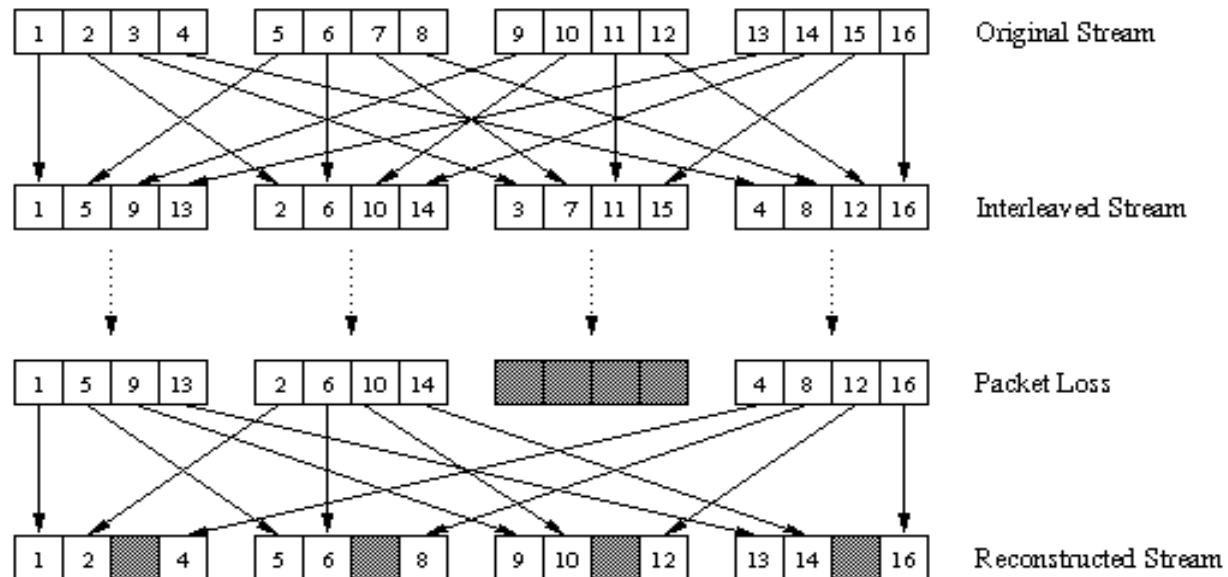 1 2 3 4 5 6 7 8 9 10 11 12 13 14 15 16 Original Stream
1 5 9 13 2 6 10 14 3 7 11 15 4 8 12 16 Interleaved Stream
1 5 9 13 2 6 10 14 4 8 12 16 Packet Loss
1 2 4 5 6 8 9 10 12 13 14 16 Reconstructed Stream